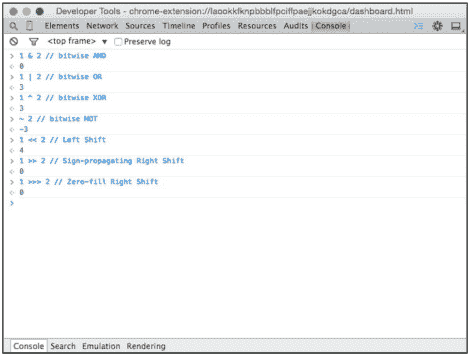 Developer Tools - chrome-extension://laookkfknpbbblfpciffpaejjkokdgca/dashboard.html
Elements Network Sources Timeline Profiles Resources Audits Console
<top frame> ▼ Preserve log
> 1 & 2 // bitwise AND
< 0
> 1 | 2 // bitwise OR
< 3
> 1 ^ 2 // bitwise XOR
< 3
> ~ 2 // bitwise NOT
< -3
> 1 << 2 // Left Shift
< 4
> 1 >> 2 // Sign-propagating Right Shift
< 0
> 1 >>> 2 // Zero-fill Right Shift
< 0
>
Console Search Emulation Rendering